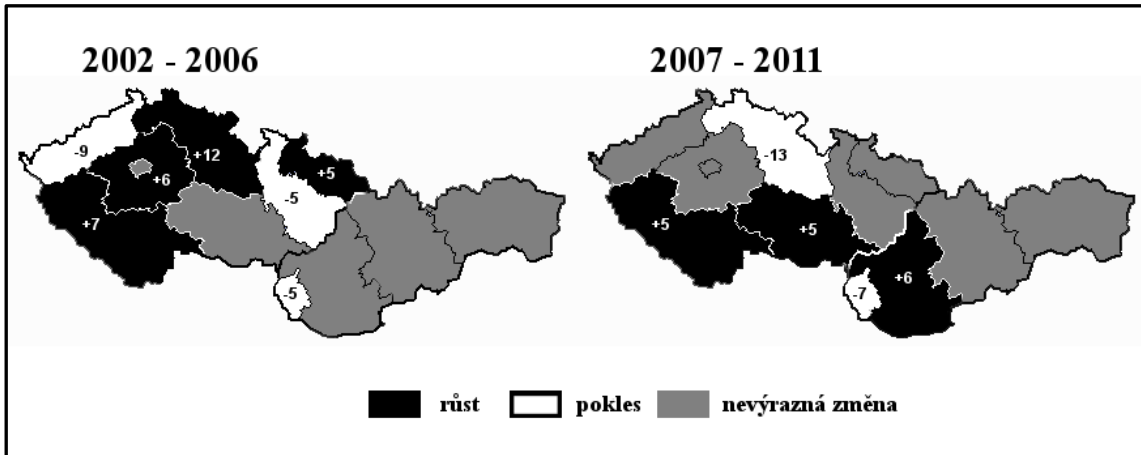 2002 - 2006
2007 - 2011
-9
+12
+6
+5
-5
+7
-5
-13
+5
+5
+6
-7
růst
pokles
nevýrazná změna